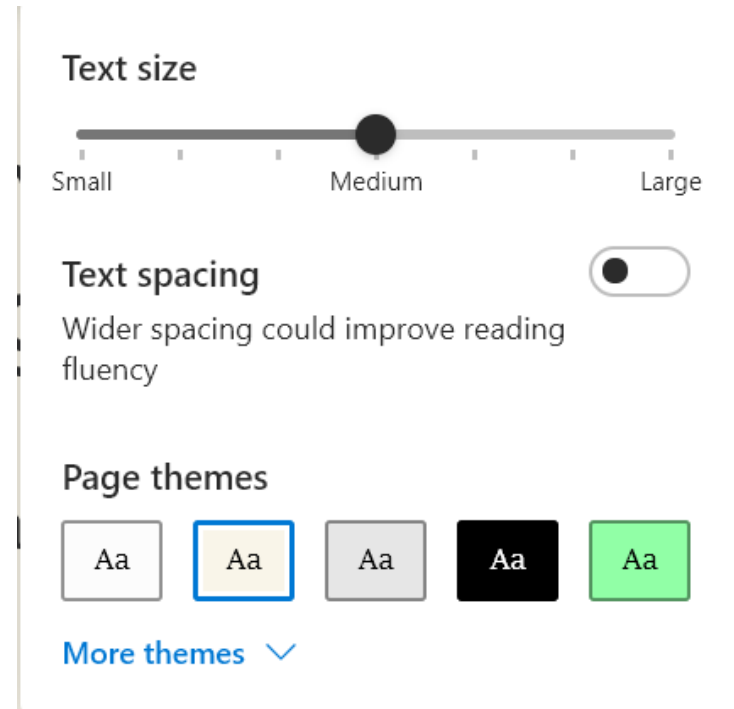 Text size
Small Medium Large
Text spacing
Wider spacing could improve reading
fluency
Page themes
Aa Aa Aa Aa Aa
More themes